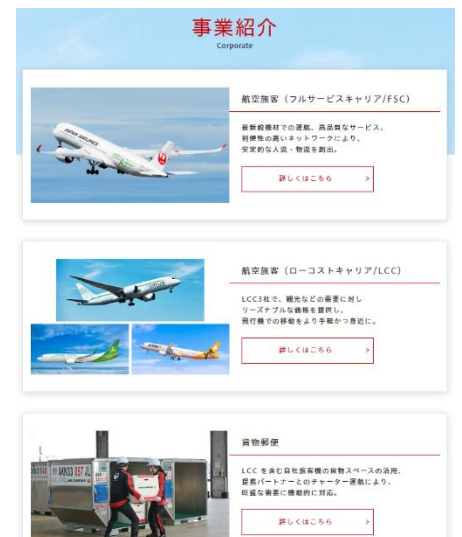 事業紹介
Corporate
JAPAN AIRLINES
航空旅客（フルサービスキャリア/FSC）
最新鋭機材での運航、高品質なサービス、
利便性の高いネットワークにより、
安定的な人流・物流を創出。
詳しくはこちら >
航空旅客（ローコストキャリア/LCC）
LCC3社で、観光などの需要に対し
リーズナブルな価格を提供し、
飛行機での移動をより手軽かつ身近に。
詳しくはこちら >
貨物郵便
LCC を含む自社旅客機の貨物スペースの活用、
提携パートナーとのチャーター運航により、
旺盛な需要に機動的に対応。
詳しくはこちら >